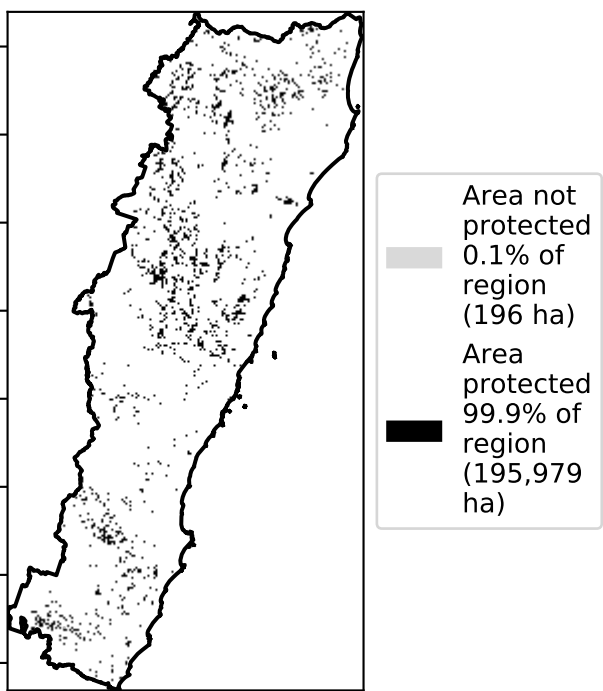 Area not
protected
0.1% of
region
(196 ha)
Area
protected
99.9% of
region
(195,979
ha)